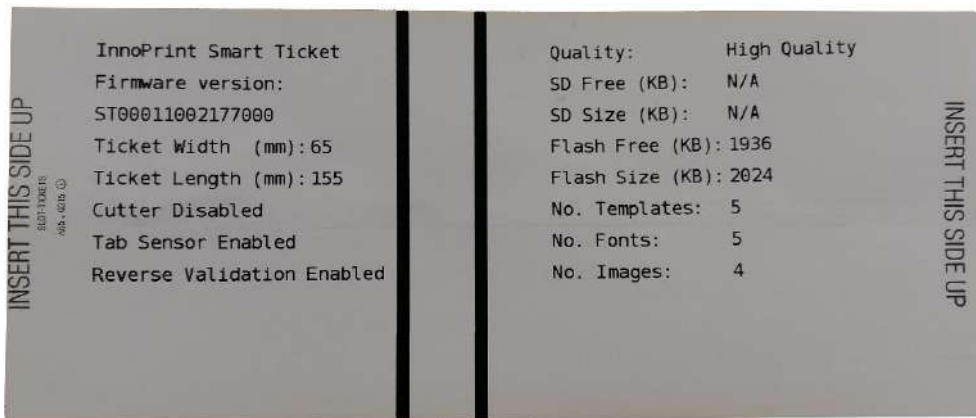 INSERT THIS SIDE UP
SLOT-TICKETS
InnoPrint Smart Ticket
Firmware version:
ST00011002177000
Ticket Width (mm): 65
Ticket Length (mm): 155
Cutter Disabled
Tab Sensor Enabled
Reverse Validation Enabled
Quality: High Quality
SD Free (KB): N/A
SD Size (KB): N/A
Flash Free (KB): 1936
Flash Size (KB): 2024
No. Templates: 5
No. Fonts: 5
No. Images: 4
INSERT THIS SIDE UP